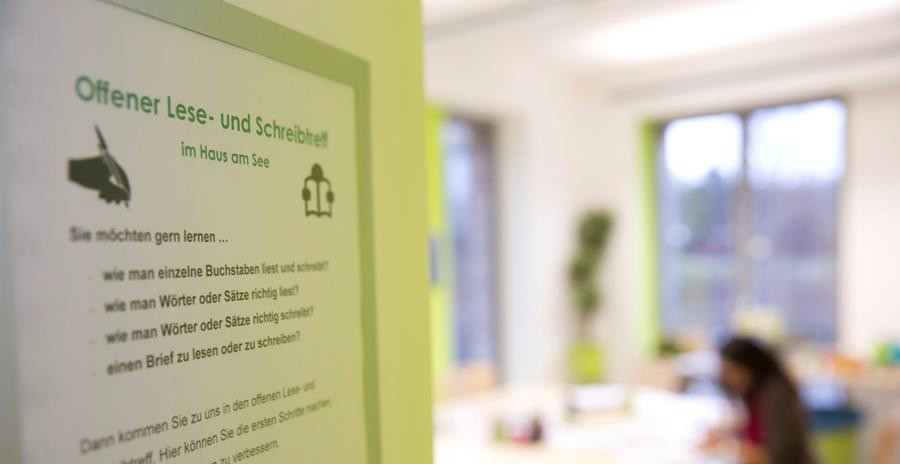 Offener Lese- und Schreibtreff
im Haus am See
Sie möchten gern lernen ...
- wie man einzelne Buchstaben liest und schreibt?
- wie man Wörter oder Sätze richtig liest?
- wie man Wörter oder Sätze richtig schreibt?
- einen Brief zu lesen oder zu schreiben?
Dann kommen Sie zu uns in den offenen Lese- und
ibtreff. Hier können Sie die ersten Schritte machen,
zu verbessern.